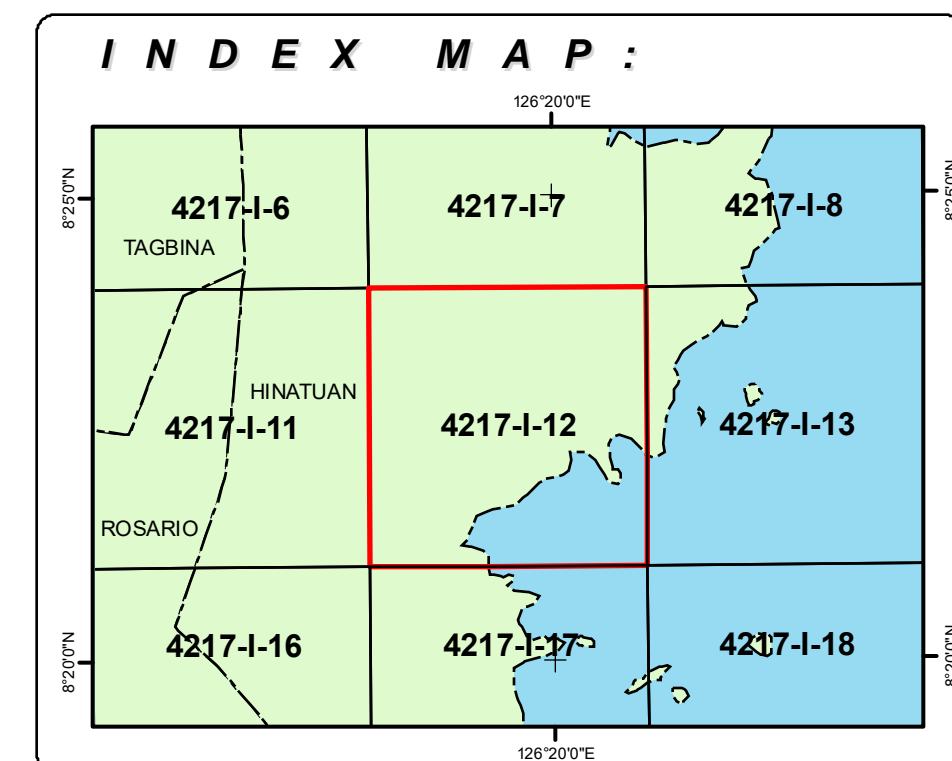 INDEX MAP:
126°20'0"E
8°25'0"N
8°25'0"N
4217-I-6
4217-I-7
4217-I-8
TAGBINA
HINATUAN
4217-I-11
4217-I-12
4217-I-13
ROSARIO
4217-I-16
4217-I-17
4217-I-18
8°20'0"N
8°20'0"N
126°20'0"E